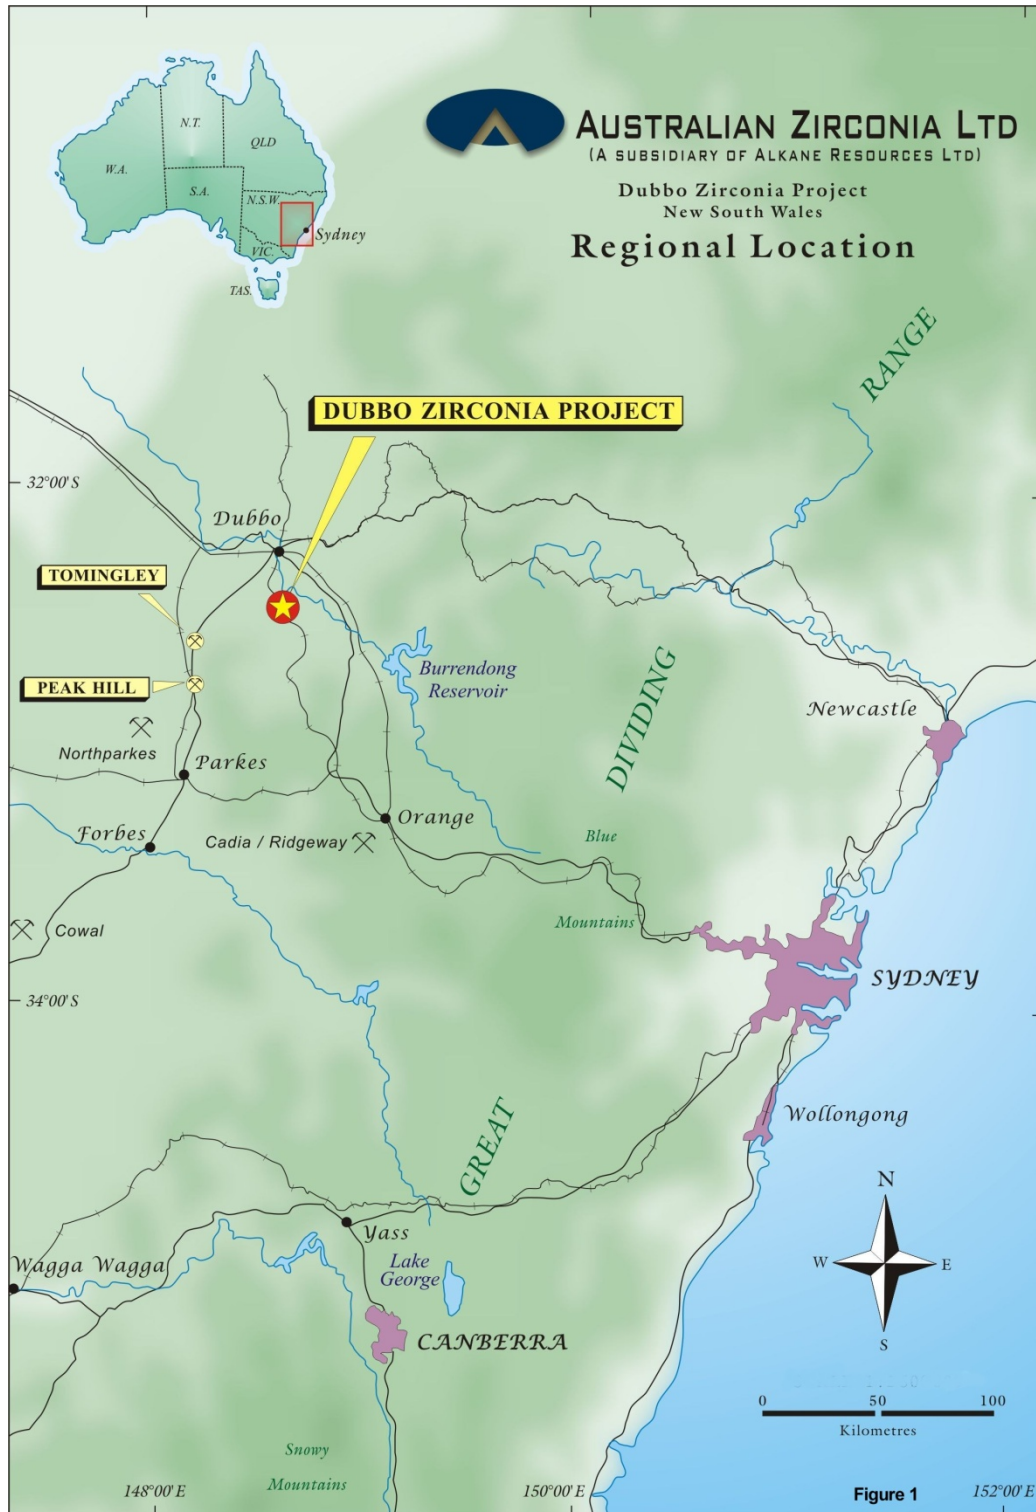 AUSTRALIAN ZIRCONIA LTD
(A SUBSIDIARY OF ALKANE RESOURCES LTD)
Dubbo Zirconia Project
New South Wales
Regional Location
N.T.
QLD
W.A.
S.A.
N.S.W.
Sydney
VIC.
TAS.
RANGE
DUBBO ZIRCONIA PROJECT
32°00'S
Dubbo
TOMINGLEY
PEAK HILL
Burrendong
Reservoir
DIVIDING
Newcastle
Northparkes
Parkes
Orange
Forbes
Cadia / Ridgeway
Blue
Mountains
Cowal
SYDNEY
34°00'S
Wollongong
GREAT
Yass
Wagga Wagga
Lake
George
CANBERRA
N
W
E
S
0 50 100
Kilometres
Snowy
Mountains
148°00'E
150°00'E
152°00'E
Figure 1